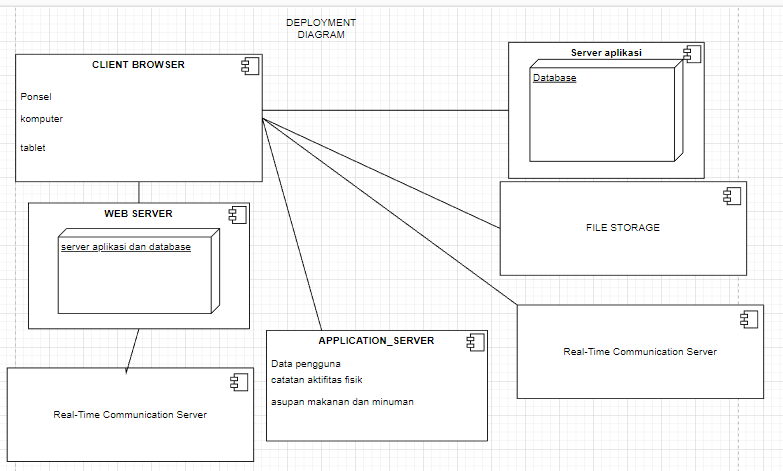 DEPLOYMENT
DIAGRAM
CLIENT BROWSER
Ponsel
komputer
tablet
Server aplikasi
Database
WEB SERVER
server aplikasi dan database
FILE STORAGE
Real-Time Communication Server
APPLICATION_SERVER
Data pengguna
catatan aktifitas fisik
asupan makanan dan minuman
Real-Time Communication Server